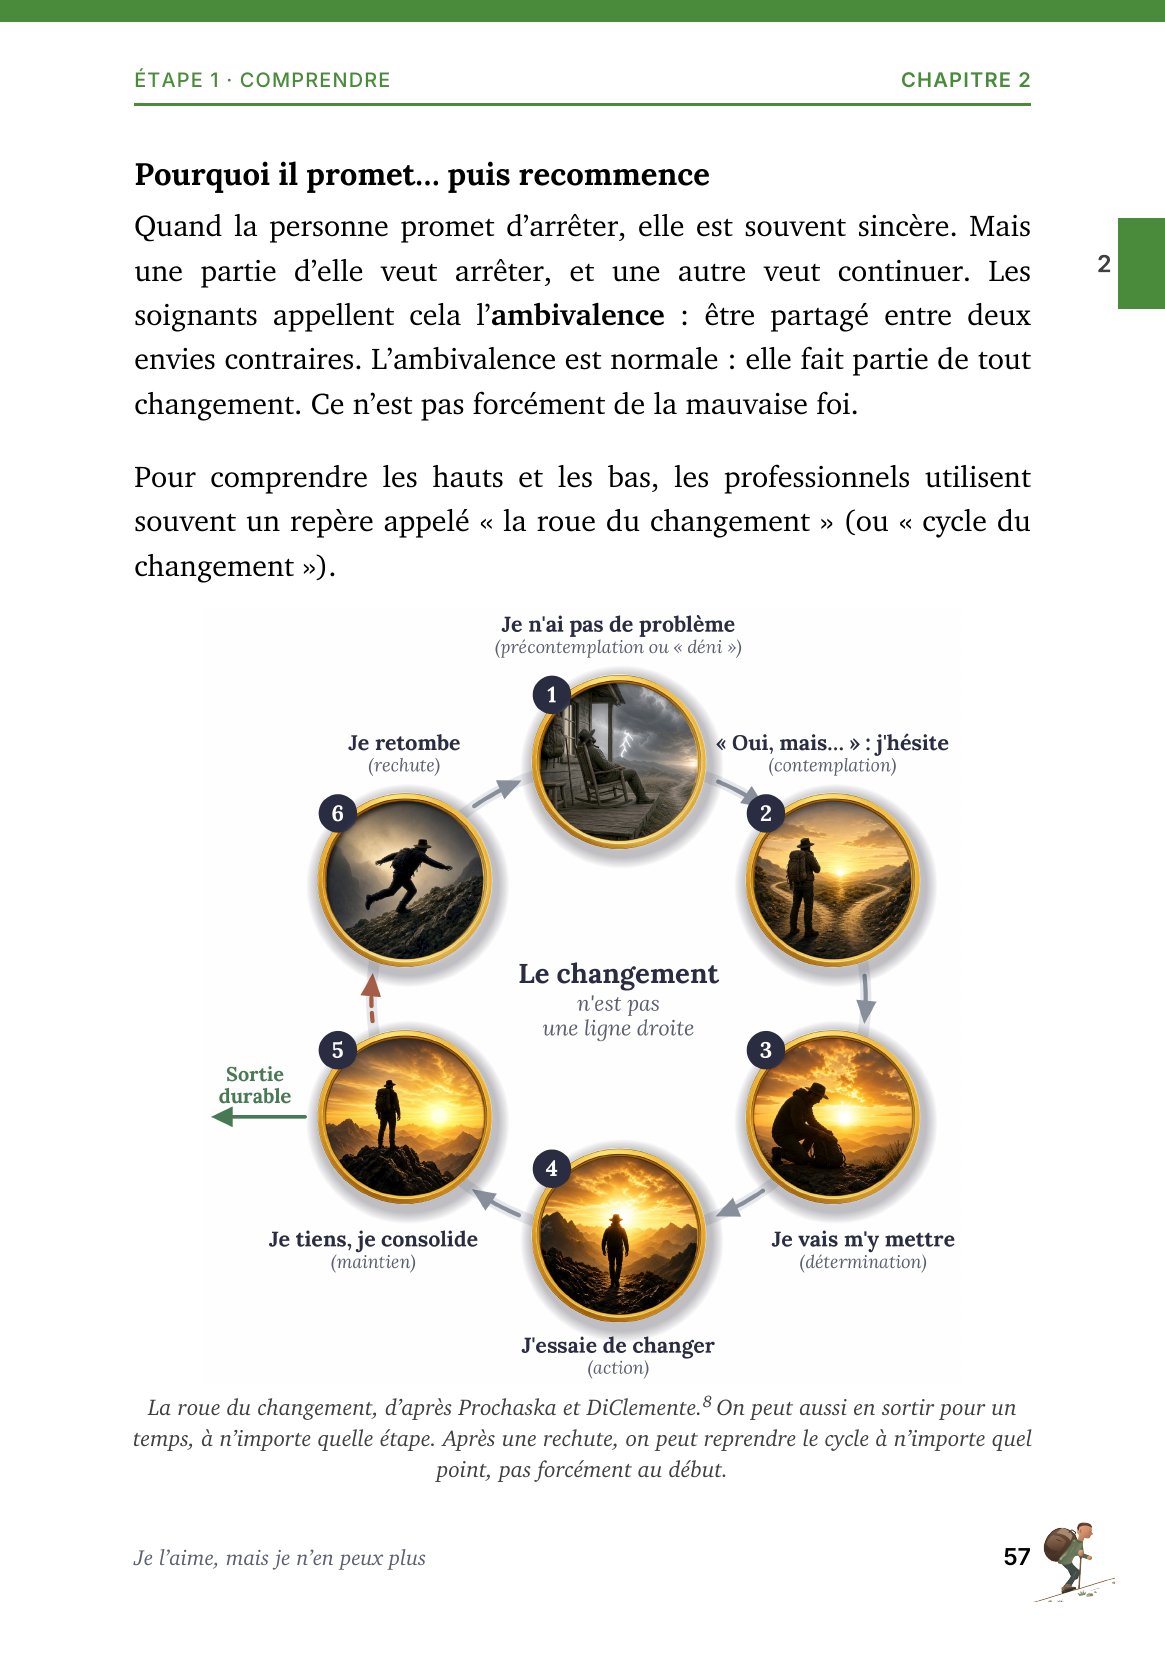 ÉTAPE 1 · COMPRENDRE
CHAPITRE 2
Pourquoi il promet… puis recommence
Quand la personne promet d’arrêter, elle est souvent sincère. Mais
une partie d’elle veut arrêter, et une autre veut continuer. Les
soignants appellent cela l’ambivalence : être partagé entre deux
envies contraires. L’ambivalence est normale : elle fait partie de tout
changement. Ce n’est pas forcément de la mauvaise foi.
2
Pour comprendre les hauts et les bas, les professionnels utilisent
souvent un repère appelé « la roue du changement » (ou « cycle du
changement »).
Je n'ai pas de problème
(précontemplation ou « déni »)
1
« Oui, mais… » : j'hésite
(contemplation)
2
3
Je vais m'y mettre
(détermination)
4
J'essaie de changer
(action)
5
Je tiens, je consolide
(maintien)
Sortie
durable
Je retombe
(rechute)
6
Le changement
n'est pas
une ligne droite
La roue du changement, d’après Prochaska et DiClemente.8 On peut aussi en sortir pour un
temps, à n’importe quelle étape. Après une rechute, on peut reprendre le cycle à n’importe quel
point, pas forcément au début.
Je l’aime, mais je n’en peux plus
57